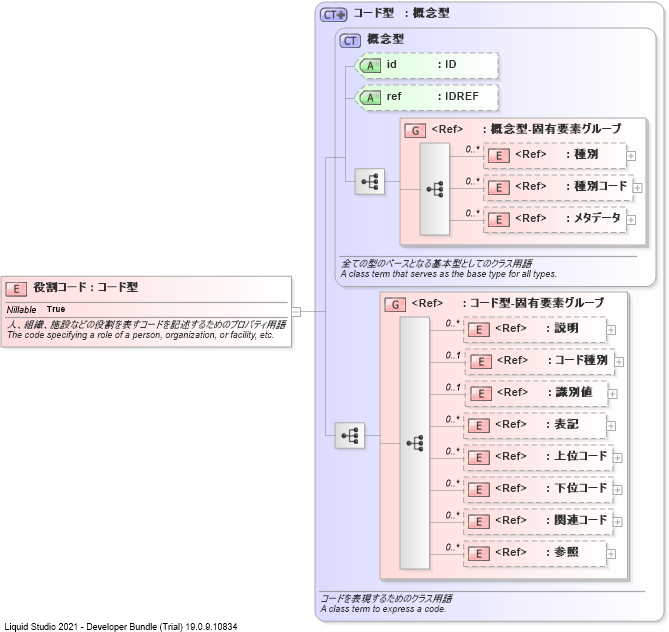 CT コード型 : 概念型
CT 概念型
A id : ID
A ref : IDREF
G <Ref> : 概念型-固有要素グループ
0..* E <Ref> : 種別
0..* E <Ref> : 種別コード
0..* E <Ref> : メタデータ
全ての型のベースとなる基本型としてのクラス用語
A class term that serves as the base type for all types.
E 役割コード : コード型
Nillable True
人、組織、施設などの役割を表すコードを記述するためのプロパティ用語
The code specifying a role of a person, organization, or facility, etc.
G <Ref> : コード型-固有要素グループ
0..* E <Ref> : 説明
0..1 E <Ref> : コード種別
0..1 E <Ref> : 識別値
0..* E <Ref> : 表記
0..* E <Ref> : 上位コード
0..* E <Ref> : 下位コード
0..* E <Ref> : 関連コード
0..* E <Ref> : 参照
コードを表現するためのクラス用語
A class term to express a code.
Liquid Studio 2021 - Developer Bundle (Trial) 19.0.9.10834